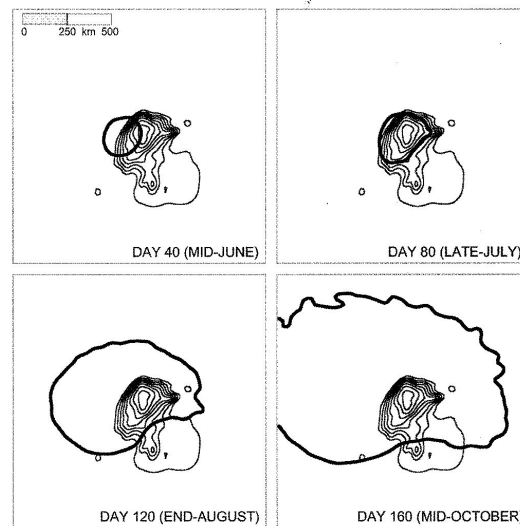 0 250 km 500
DAY 40 (MID-JUNE)
DAY 80 (LATE-JULY)
DAY 120 (END-AUGUST)
DAY 160 (MID-OCTOBER